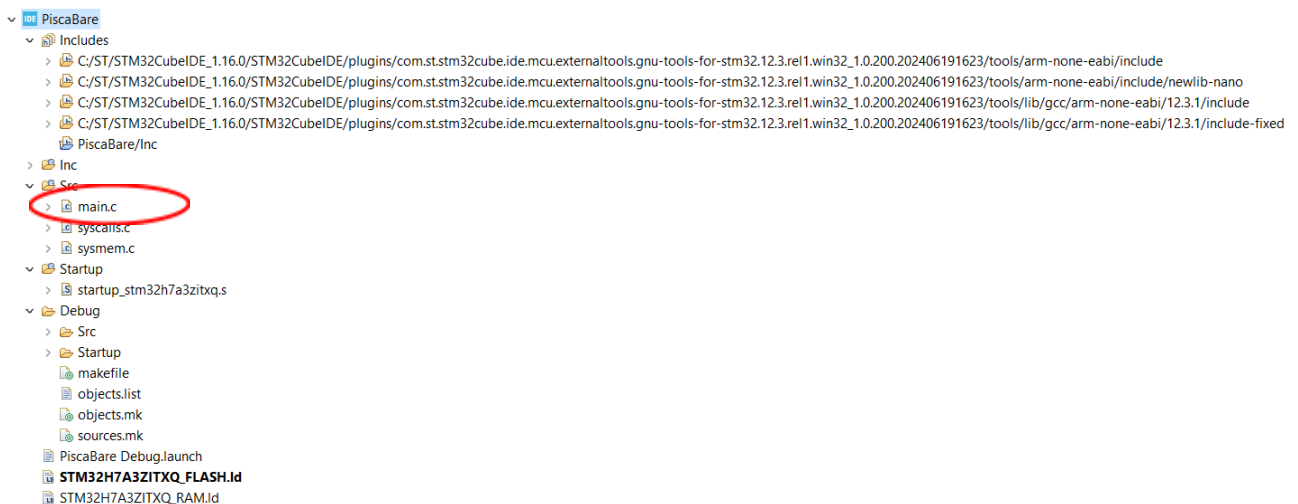 IDE PiscaBare
Includes
C:/ST/STM32CubeIDE_1.16.0/STM32CubeIDE/plugins/com.st.stm32cube.ide.mcu.externaltools.gnu-tools-for-stm32.12.3.rel1.win32_1.0.200.202406191623/tools/arm-none-eabi/include
C:/ST/STM32CubeIDE_1.16.0/STM32CubeIDE/plugins/com.st.stm32cube.ide.mcu.externaltools.gnu-tools-for-stm32.12.3.rel1.win32_1.0.200.202406191623/tools/arm-none-eabi/include/newlib-nano
C:/ST/STM32CubeIDE_1.16.0/STM32CubeIDE/plugins/com.st.stm32cube.ide.mcu.externaltools.gnu-tools-for-stm32.12.3.rel1.win32_1.0.200.202406191623/tools/lib/gcc/arm-none-eabi/12.3.1/include
C:/ST/STM32CubeIDE_1.16.0/STM32CubeIDE/plugins/com.st.stm32cube.ide.mcu.externaltools.gnu-tools-for-stm32.12.3.rel1.win32_1.0.200.202406191623/tools/lib/gcc/arm-none-eabi/12.3.1/include-fixed
PiscaBare/Inc
Inc
Src
main.c
syscalls.c
sysmem.c
Startup
startup_stm32h7a3zitxq.s
Debug
Src
Startup
makefile
objects.list
objects.mk
sources.mk
PiscaBare Debug.launch
STM32H7A3ZITXQ_FLASH.ld
STM32H7A3ZITXQ_RAM.ld